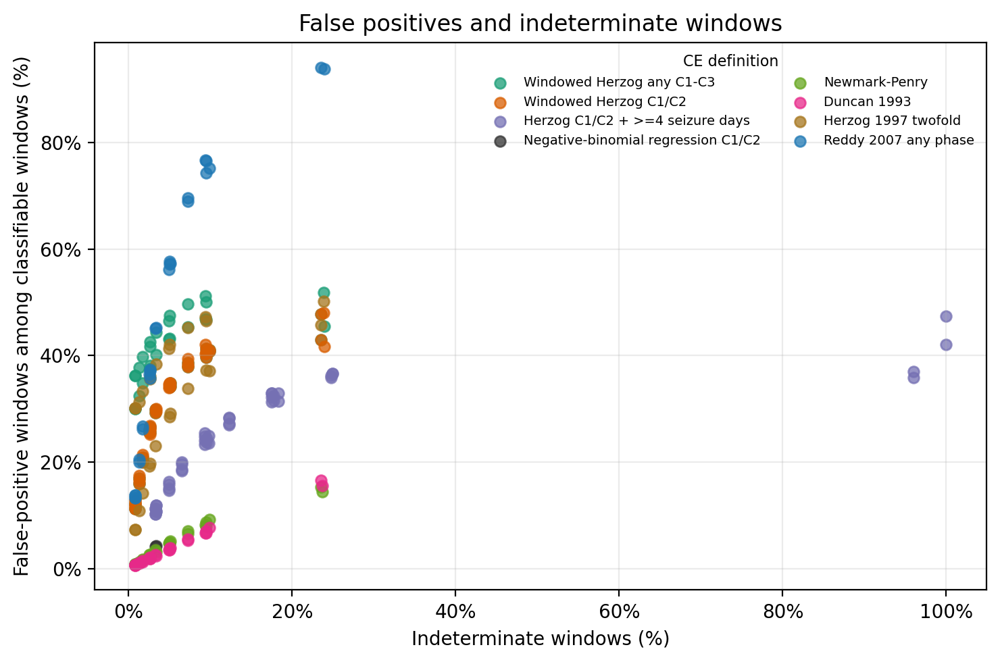 False positives and indeterminate windows
False-positive windows among classifiable windows (%)
80%
60%
40%
20%
0%
CE definition
Windowed Herzog any C1-C3
Windowed Herzog C1/C2
Herzog C1/C2 + >=4 seizure days
Negative-binomial regression C1/C2
Newmark-Penry
Duncan 1993
Herzog 1997 twofold
Reddy 2007 any phase
0%
20%
40%
60%
80%
100%
Indeterminate windows (%)